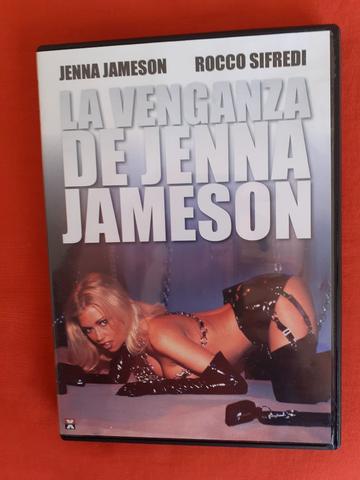 JENNA JAMESON ROCCO SIFREDI
LA VENGANZA
DE JENNA
JAMESON